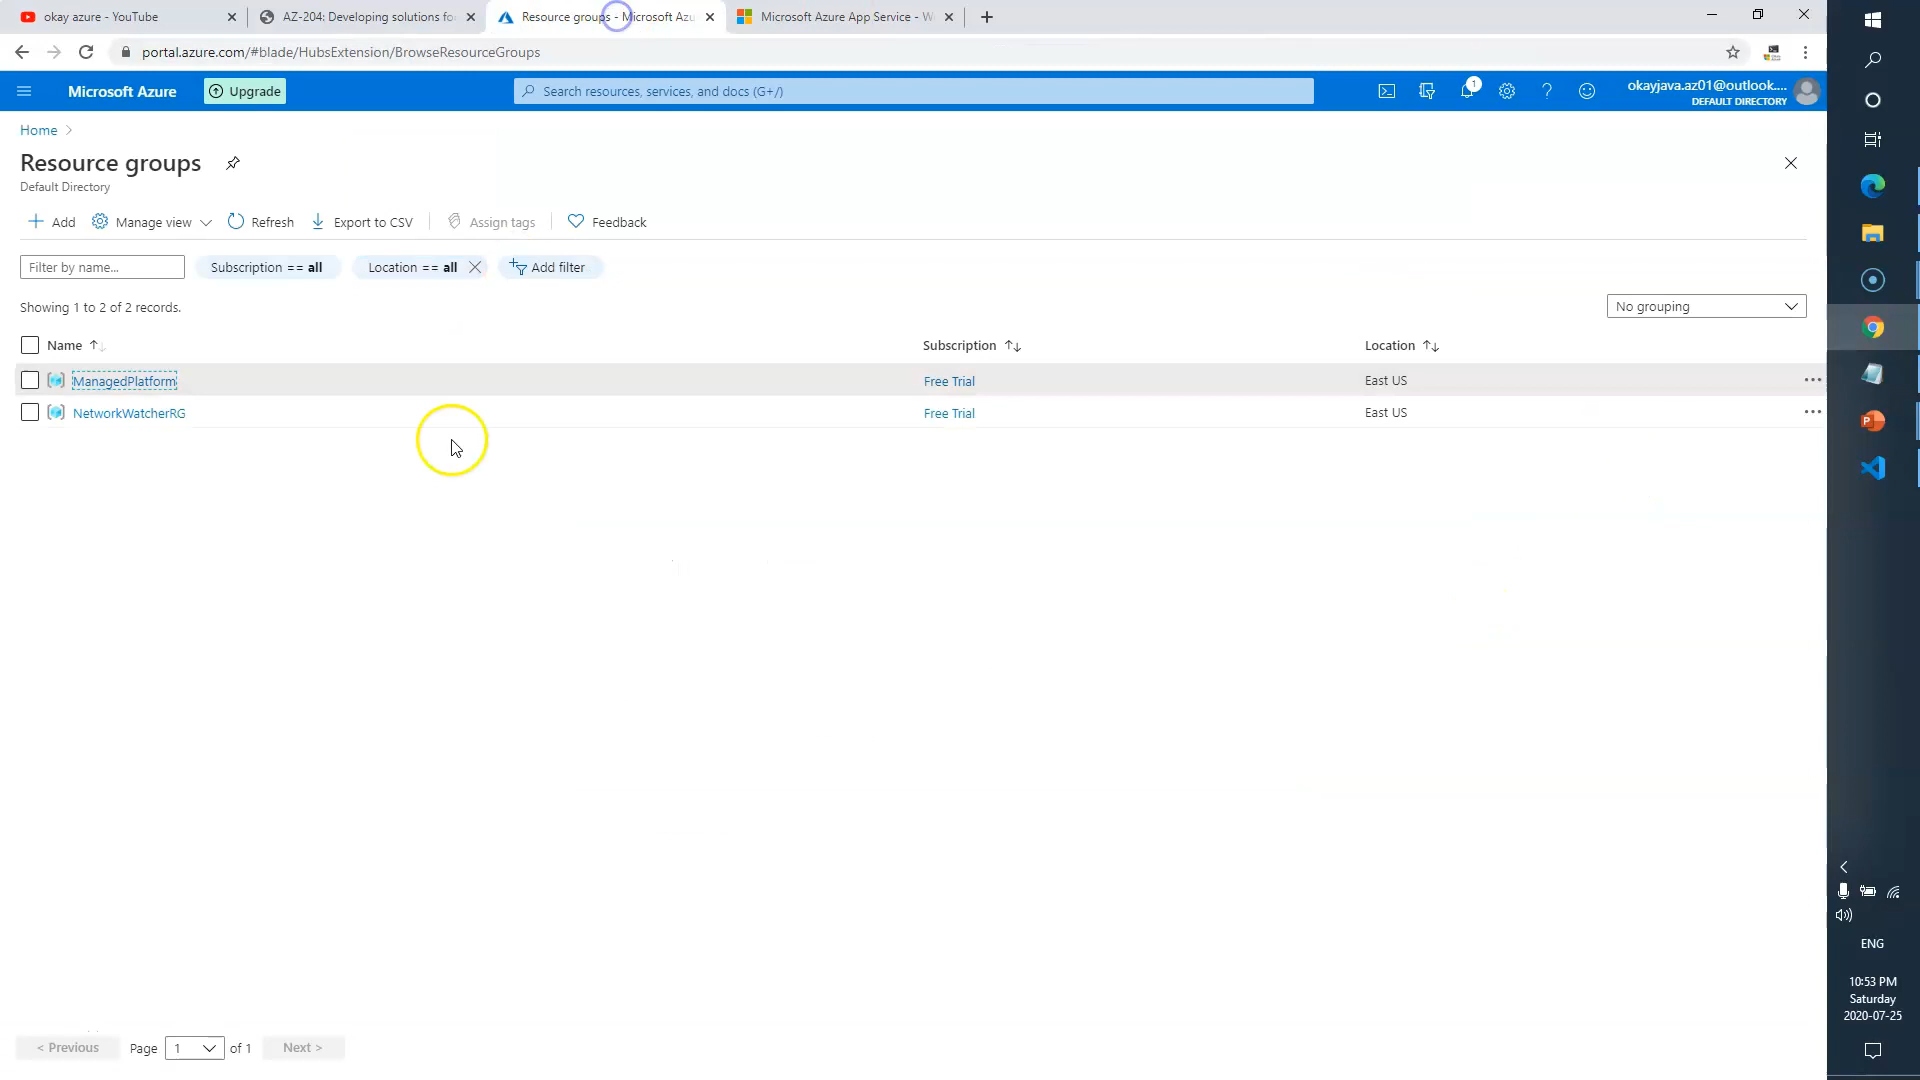 okay azure - YouTube
AZ-204: Developing solutions fo
Resource groups - Microsoft Azu
Microsoft Azure App Service - W
portal.azure.com/#blade/HubsExtension/BrowseResourceGroups
Microsoft Azure
Upgrade
Search resources, services, and docs (G+/)
1
okayjava.az01@outlook....
DEFAULT DIRECTORY
Home >
Resource groups
Default Directory
Add
Manage view
Refresh
Export to CSV
Assign tags
Feedback
Filter by name...
Subscription == all
Location == all
Add filter
Showing 1 to 2 of 2 records.
No grouping
Name
Subscription
Location
ManagedPlatform
Free Trial
East US
NetworkWatcherRG
Free Trial
East US
ENG
10:53 PM
Saturday
2020-07-25
< Previous
Page 1 of 1
Next >